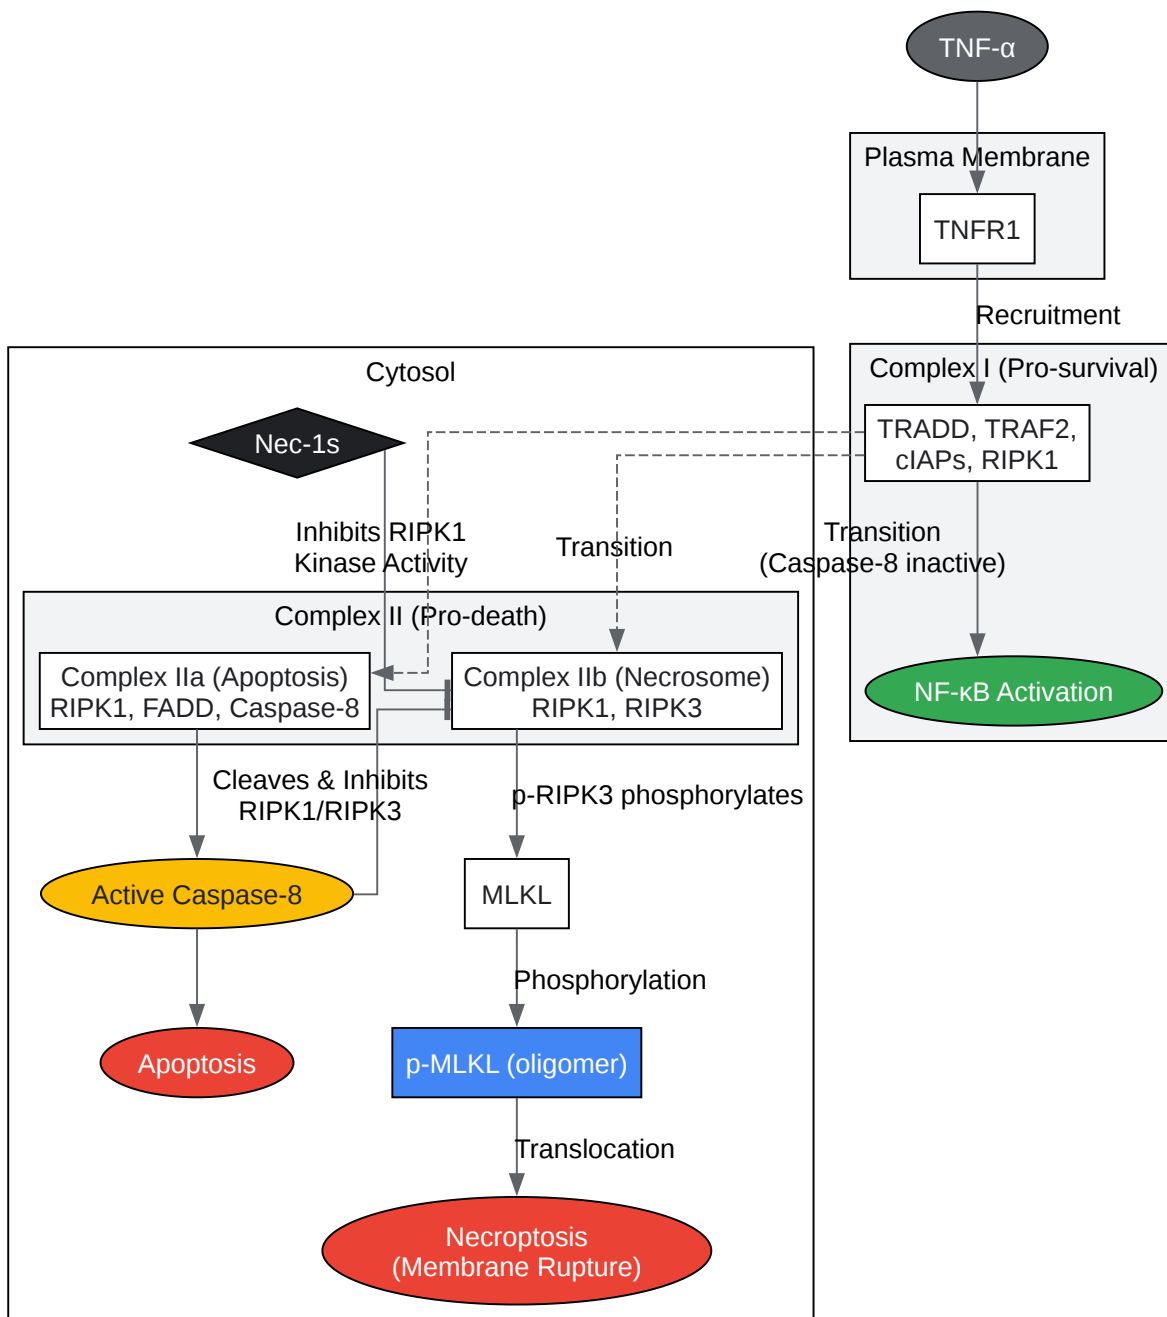 TNF-α
Plasma Membrane
TNFR1
Recruitment
Complex I (Pro-survival)
TRADD, TRAF2,
cIAPs, RIPK1
Cytosol
Nec-1s
Inhibits RIPK1
Kinase Activity
Transition
Transition
(Caspase-8 inactive)
Complex II (Pro-death)
Complex IIa (Apoptosis)
RIPK1, FADD, Caspase-8
Complex IIb (Necrosome)
RIPK1, RIPK3
NF-κB Activation
Cleaves & Inhibits
RIPK1/RIPK3
p-RIPK3 phosphorylates
Active Caspase-8
MLKL
Phosphorylation
Apoptosis
p-MLKL (oligomer)
Translocation
Necroptosis
(Membrane Rupture)